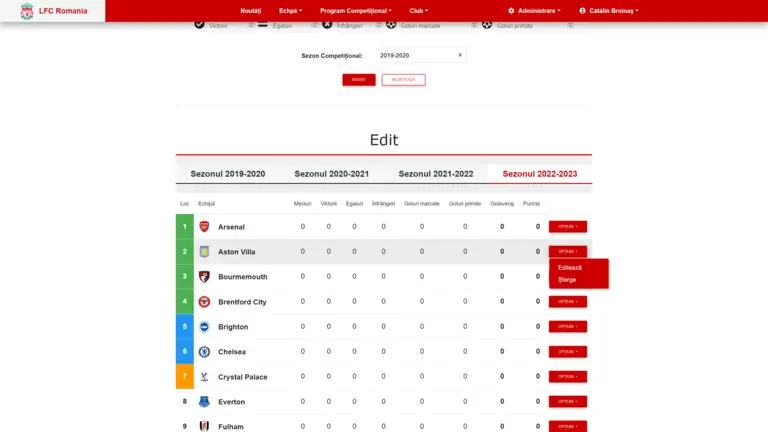 LFC Romania
Noutăți
Echipă
Program Competițional
Club
Administrare
Cătălin Broinaș
Victorii
Egaluri
Înfrângeri
Goluri marcate
Goluri primite
Sezon Competițional:
2019-2020
Edit
Sezonul 2019-2020
Sezonul 2020-2021
Sezonul 2021-2022
Sezonul 2022-2023
Loc Echipă Meciuri Victorii Egaluri Înfrângeri Goluri marcate Goluri primite Golaveraj Puncte
1 Arsenal 0 0 0 0 0 0 0 0 OPȚIUNI
2 Aston Villa 0 0 0 0 0 0 0 0 OPȚIUNI
Editează
Șterge
3 Bournemouth 0 0 0 0 0 0 0 0
4 Brentford City 0 0 0 0 0 0 0 0 OPȚIUNI
5 Brighton 0 0 0 0 0 0 0 0 OPȚIUNI
6 Chelsea 0 0 0 0 0 0 0 0 OPȚIUNI
7 Crystal Palace 0 0 0 0 0 0 0 0 OPȚIUNI
8 Everton 0 0 0 0 0 0 0 0 OPȚIUNI
9 Fulham 0 0 0 0 0 0 0 0 OPȚIUNI